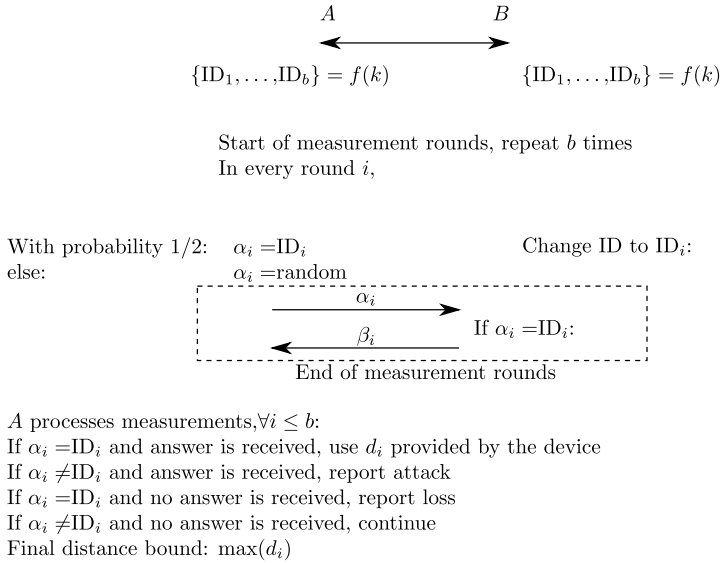 A B
{ID₁, …,ID_b} = f(k) {ID₁, …,ID_b} = f(k)
Start of measurement rounds, repeat b times
In every round i,
With probability 1/2: α_i =ID_i Change ID to ID_i:
else: α_i =random
α_i
If α_i =ID_i:
β_i
End of measurement rounds
A processes measurements,∀i ≤ b:
If α_i =ID_i and answer is received, use d_i provided by the device
If α_i ≠ID_i and answer is received, report attack
If α_i =ID_i and no answer is received, report loss
If α_i ≠ID_i and no answer is received, continue
Final distance bound: max(d_i)